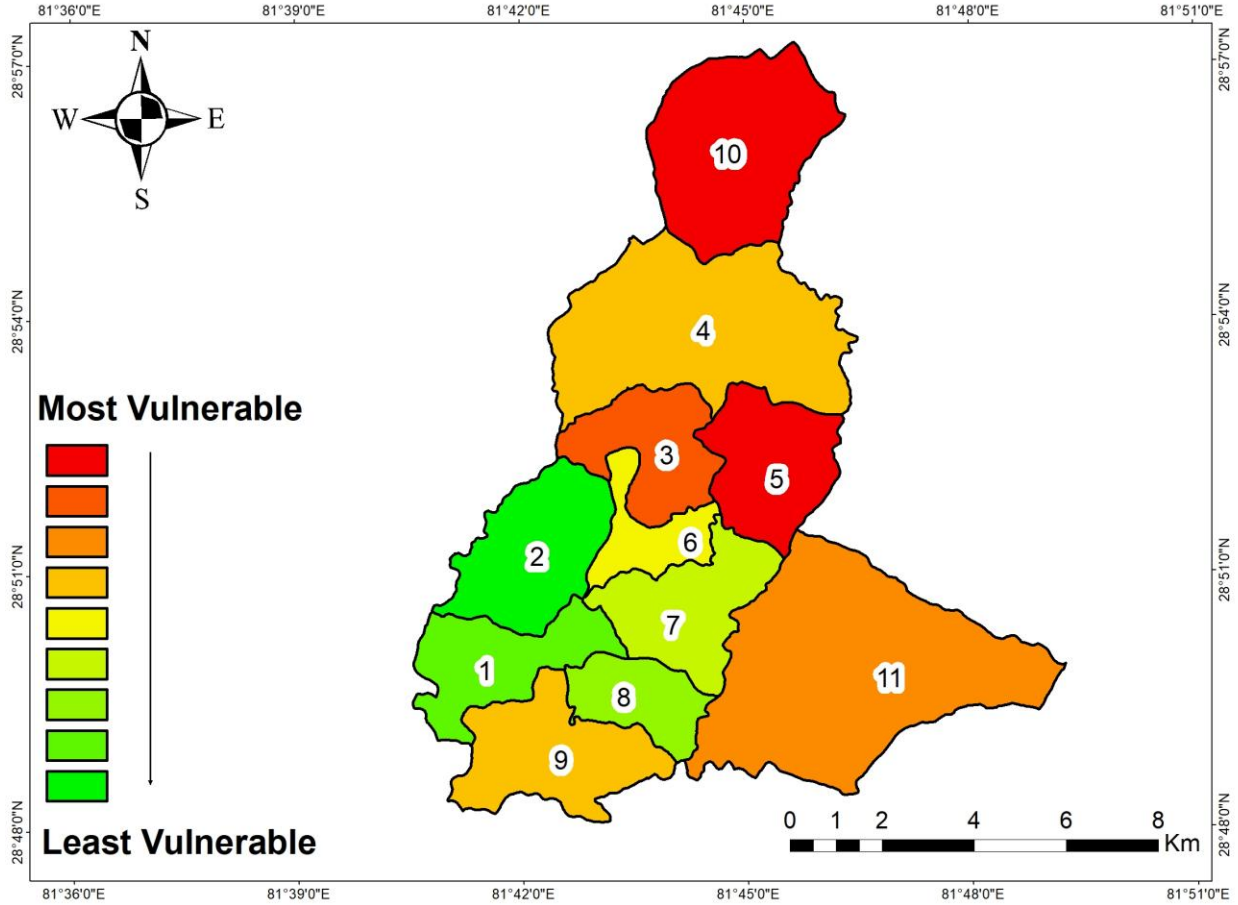 81°36'0"E 81°39'0"E 81°42'0"E 81°45'0"E 81°48'0"E 81°51'0"E
N
W E
S
28°57'0"N 28°57'0"N
28°54'0"N 28°54'0"N
28°51'0"N 28°51'0"N
28°48'0"N 28°48'0"N
10
4
Most Vulnerable
3
5
6
2
7
1
11
8
9
Least Vulnerable
0 1 2 4 6 8
Km
81°36'0"E 81°39'0"E 81°42'0"E 81°45'0"E 81°48'0"E 81°51'0"E